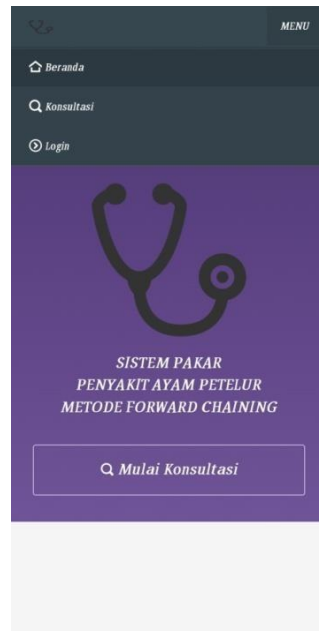 MENU
Beranda
Konsultasi
Login
SISTEM PAKAR
PENYAKIT AYAM PETELUR
METODE FORWARD CHAINING
Mulai Konsultasi